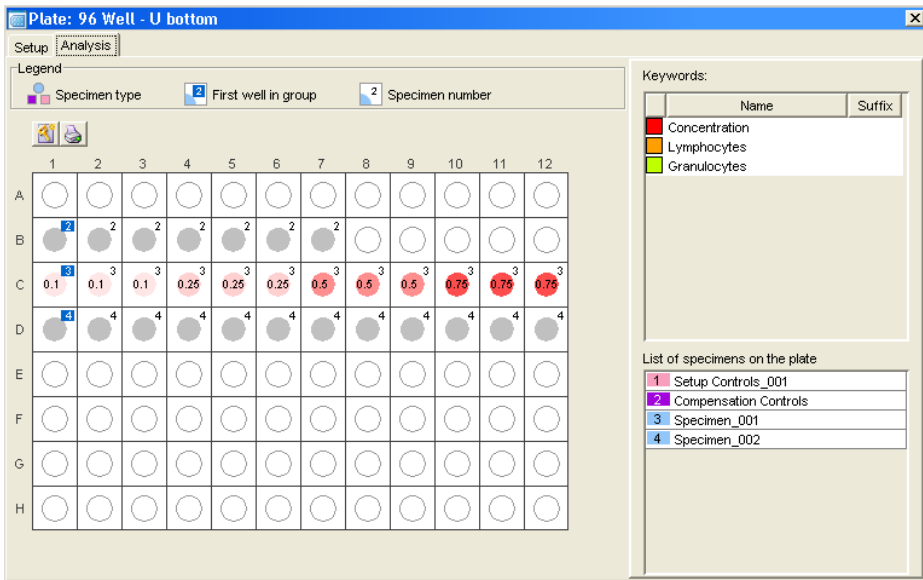 Plate: 96 Well - U bottom
Setup Analysis
Legend
Specimen type 2 First well in group 2 Specimen number
1 2 3 4 5 6 7 8 9 10 11 12
A
B 2 2 2 2 2 2 2
C 0.1 3 0.1 3 0.1 3 0.25 3 0.25 3 0.25 3 0.5 3 0.5 3 0.5 3 0.75 3 0.75 3 0.75 3
D 4 4 4 4 4 4 4 4 4 4 4 4
E
F
G
H
Keywords:
Name Suffix
Concentration
Lymphocytes
Granulocytes
List of specimens on the plate
1 Setup Controls_001
2 Compensation Controls
3 Specimen_001
4 Specimen_002